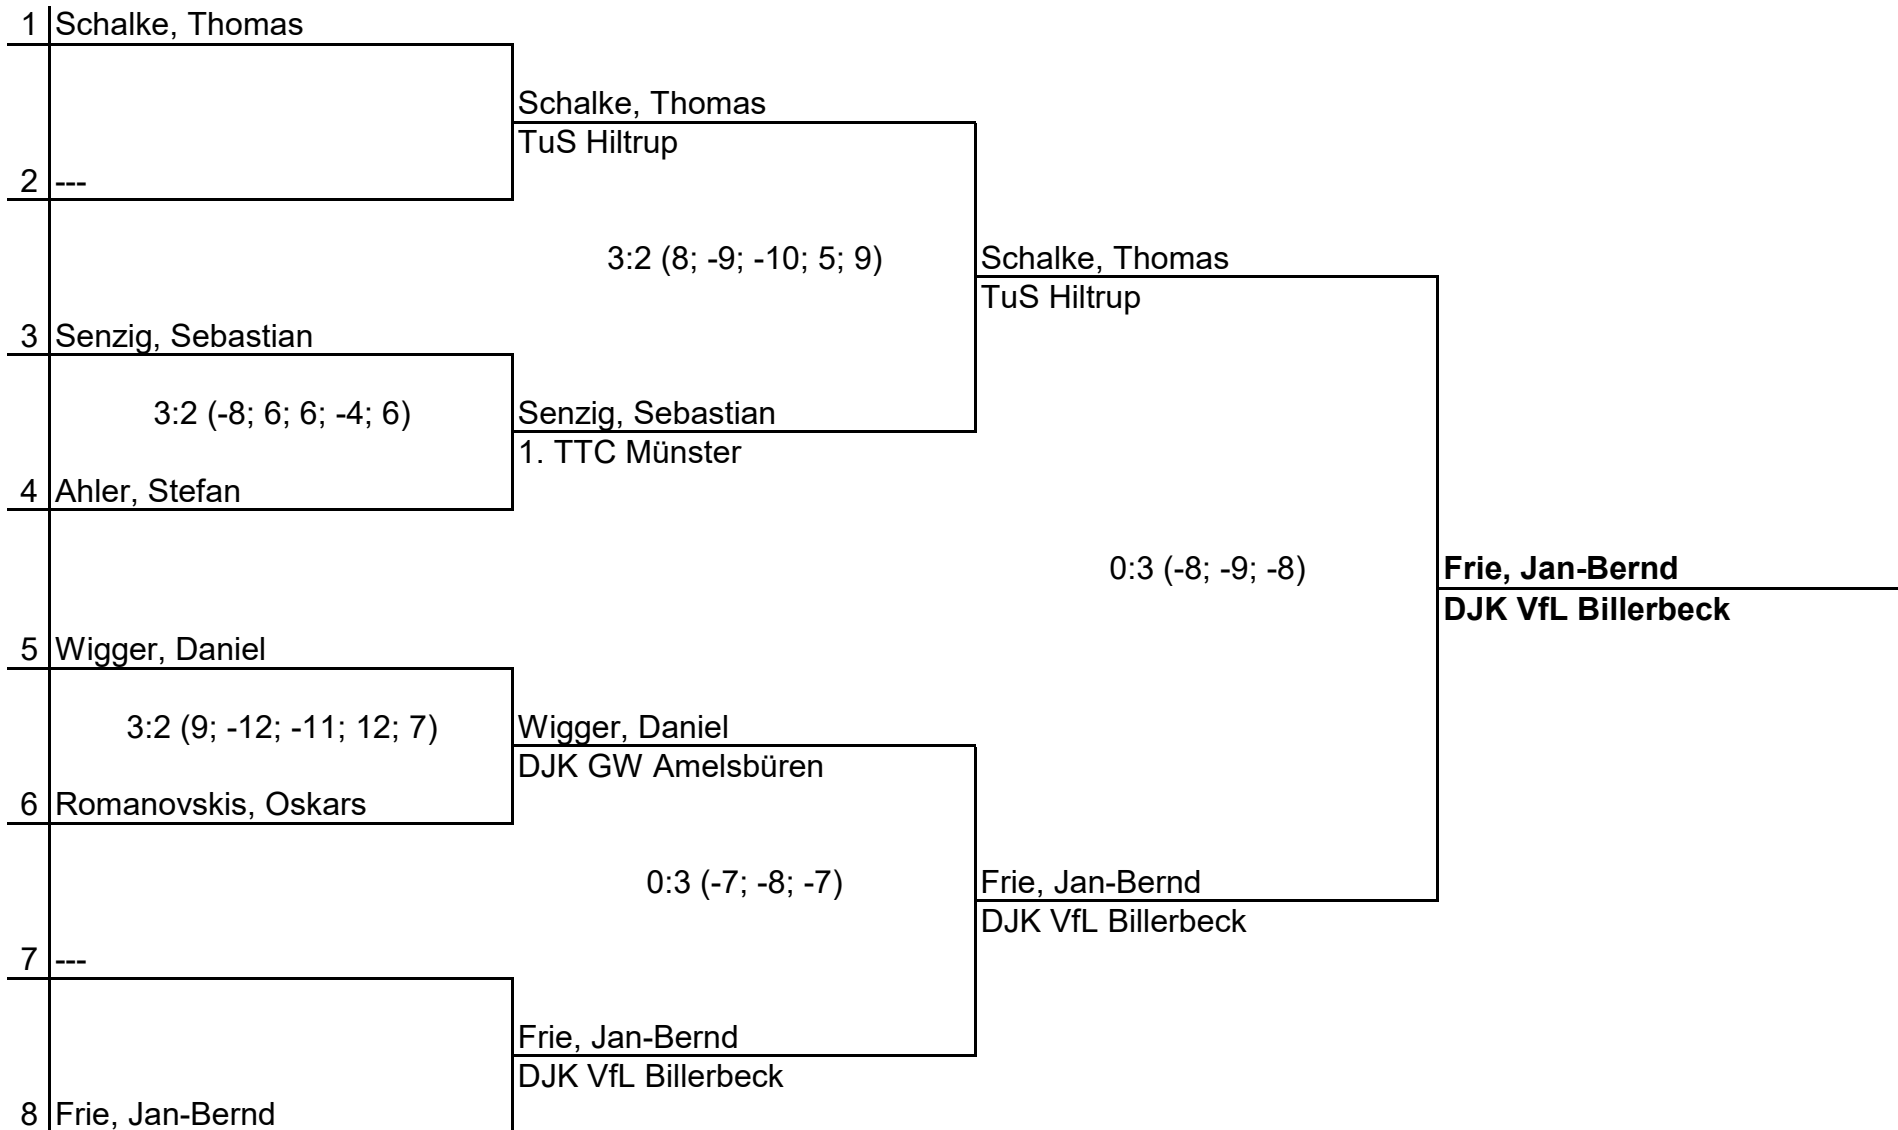 1 Schalke, Thomas
Schalke, Thomas
TuS Hiltrup
2 ---
3:2 (8; -9; -10; 5; 9)
Schalke, Thomas
TuS Hiltrup
3 Senzig, Sebastian
3:2 (-8; 6; 6; -4; 6)
Senzig, Sebastian
1. TTC Münster
4 Ahler, Stefan
0:3 (-8; -9; -8)
Frie, Jan-Bernd
DJK VfL Billerbeck
5 Wigger, Daniel
3:2 (9; -12; -11; 12; 7)
Wigger, Daniel
DJK GW Amelsbüren
6 Romanovskis, Oskars
0:3 (-7; -8; -7)
Frie, Jan-Bernd
DJK VfL Billerbeck
7 ---
Frie, Jan-Bernd
DJK VfL Billerbeck
8 Frie, Jan-Bernd